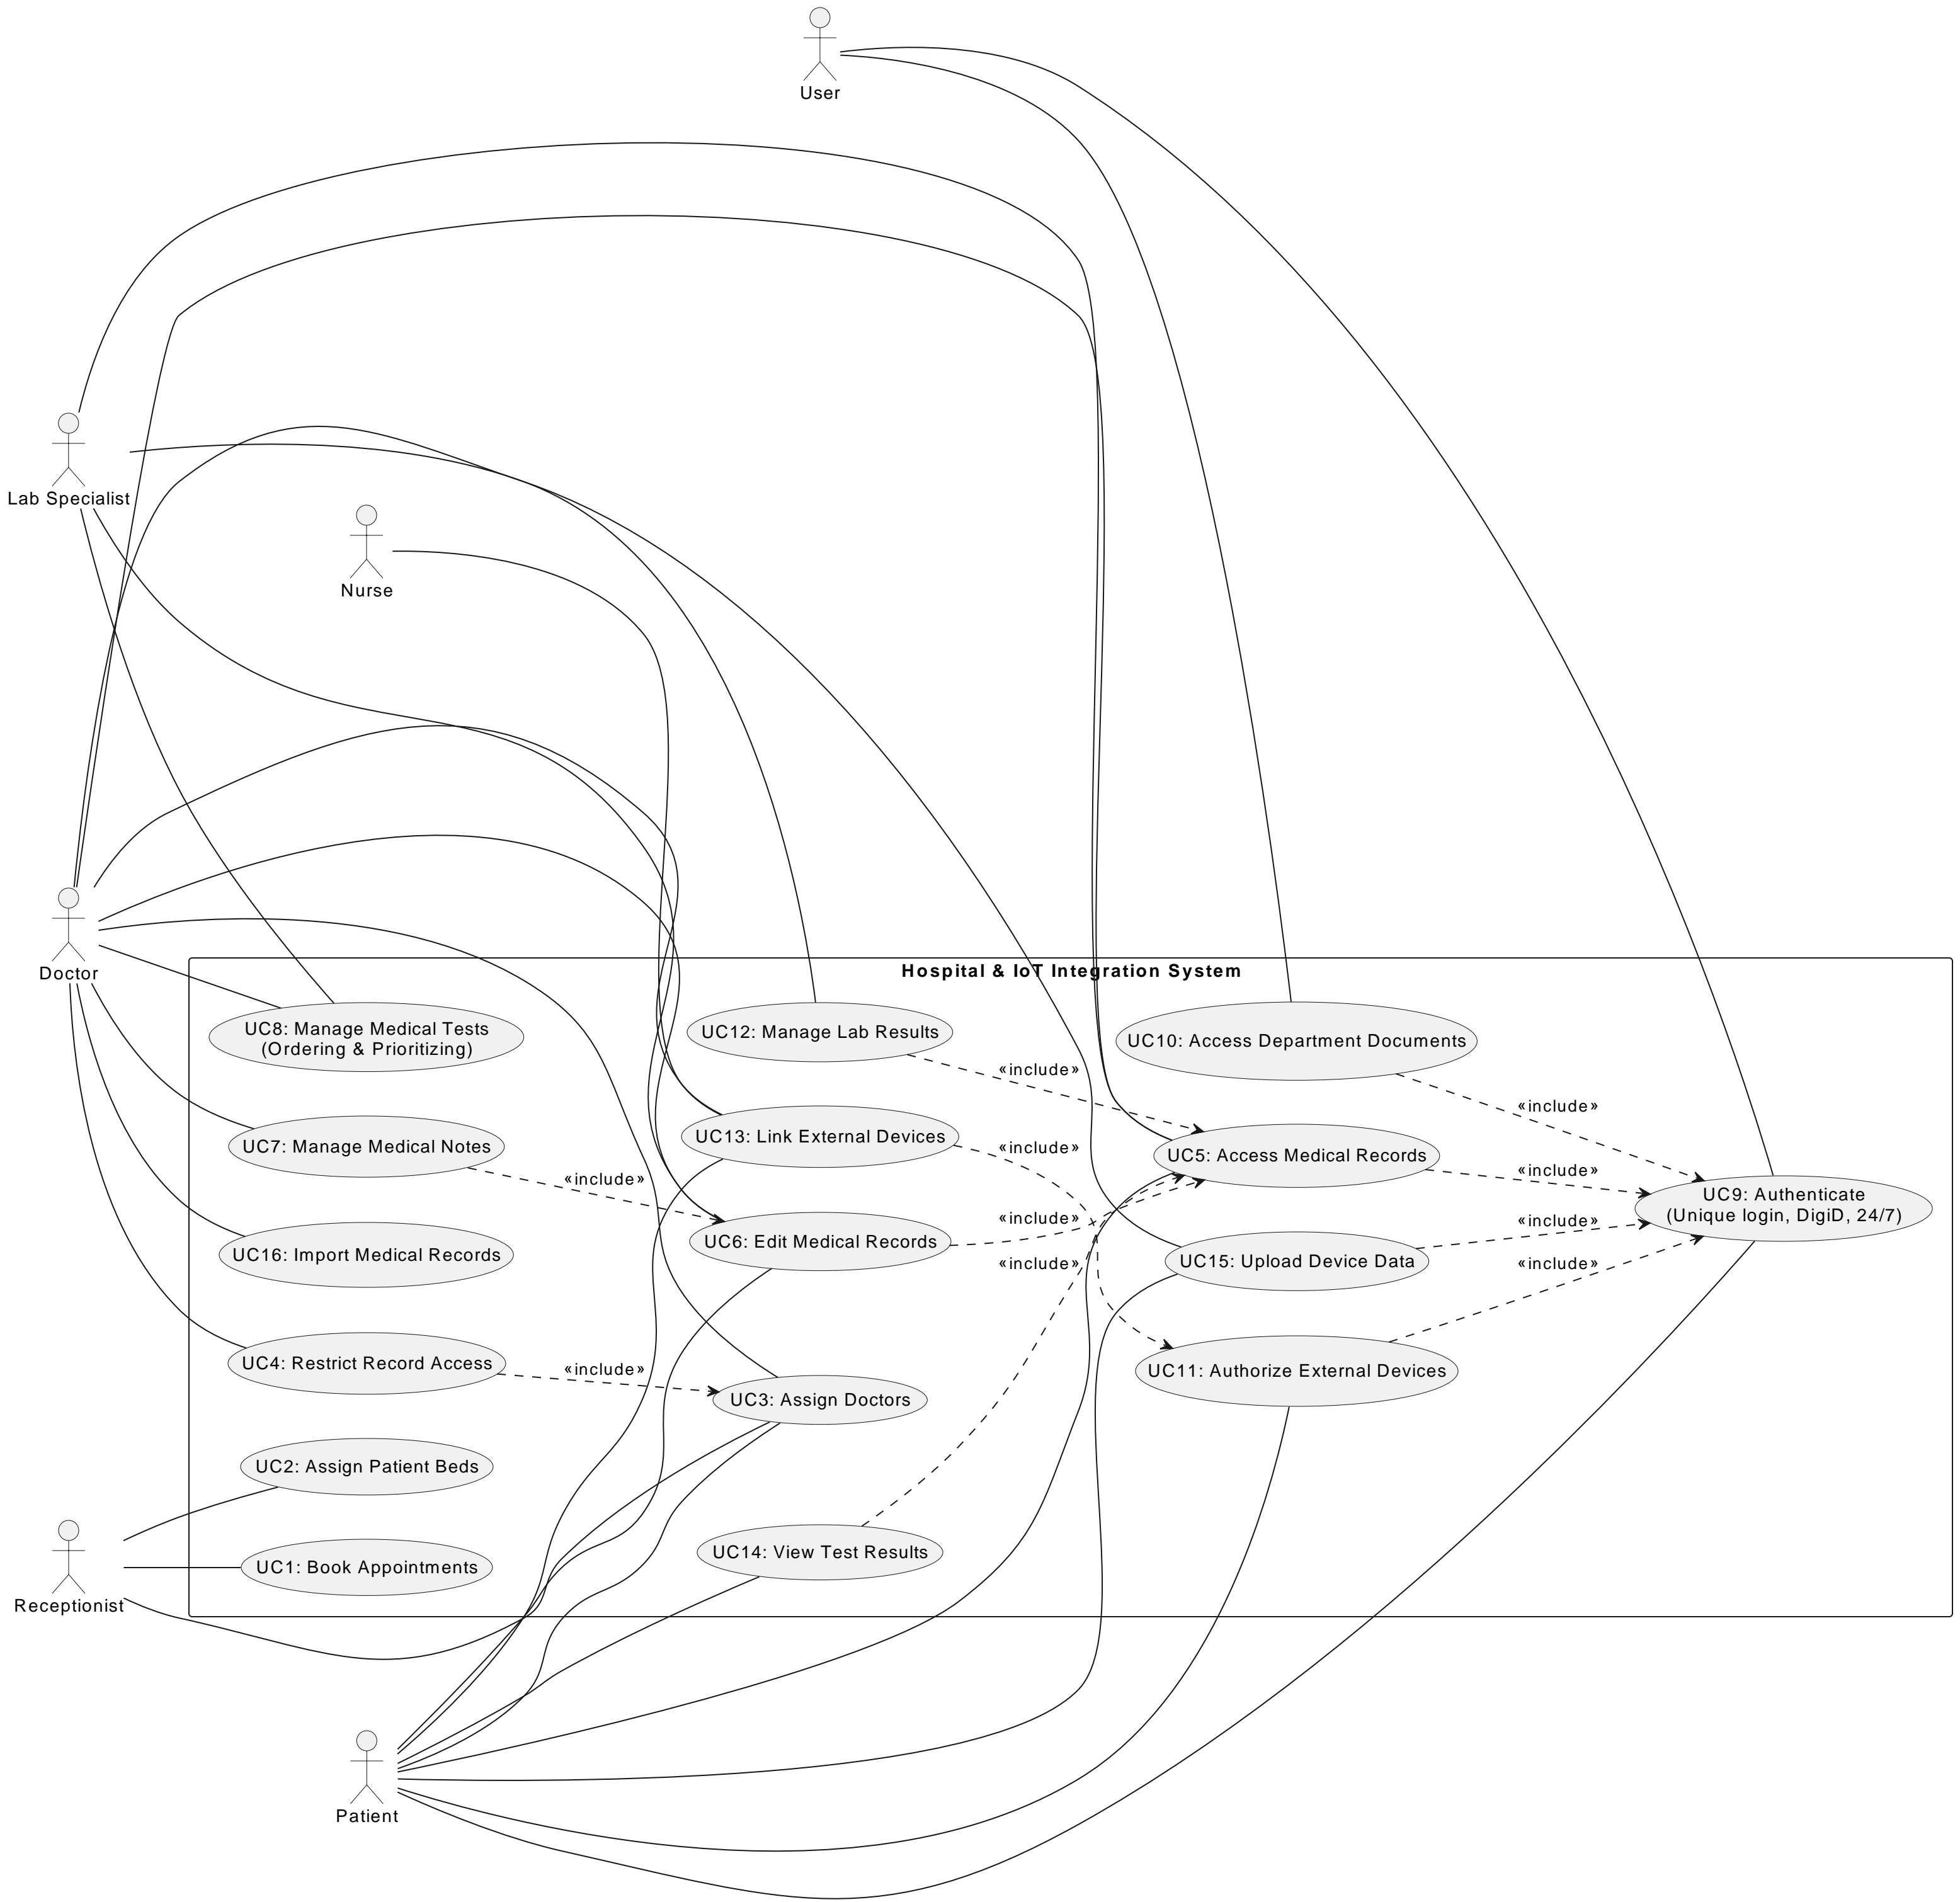 User
Lab Specialist
Nurse
Doctor
Hospital & IoT Integration System
UC8: Manage Medical Tests
(Ordering & Prioritizing)
UC12: Manage Lab Results
UC10: Access Department Documents
«include»
«include»
UC7: Manage Medical Notes
UC13: Link External Devices
«include»
UC5: Access Medical Records
«include»
«include»
UC9: Authenticate
(Unique login, DigiD, 24/7)
UC16: Import Medical Records
UC6: Edit Medical Records
«include»
«include»
UC15: Upload Device Data
«include»
«include»
UC4: Restrict Record Access
«include»
UC3: Assign Doctors
UC11: Authorize External Devices
UC2: Assign Patient Beds
UC14: View Test Results
UC1: Book Appointments
Receptionist
Patient